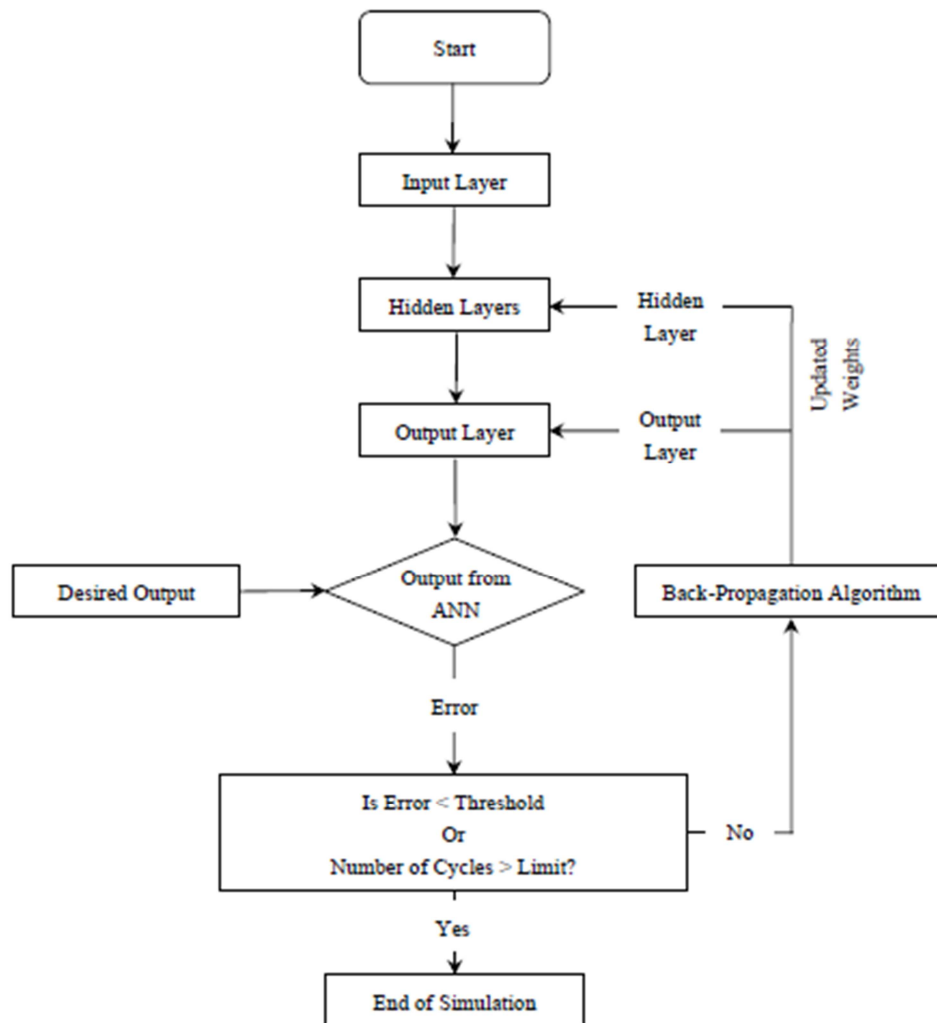 Start
Input Layer
Hidden Layers
Hidden
Layer
Updated
Weights
Output Layer
Output
Layer
Desired Output
Output from
ANN
Back-Propagation Algorithm
Error
Is Error < Threshold
Or
Number of Cycles > Limit?
No
Yes
End of Simulation